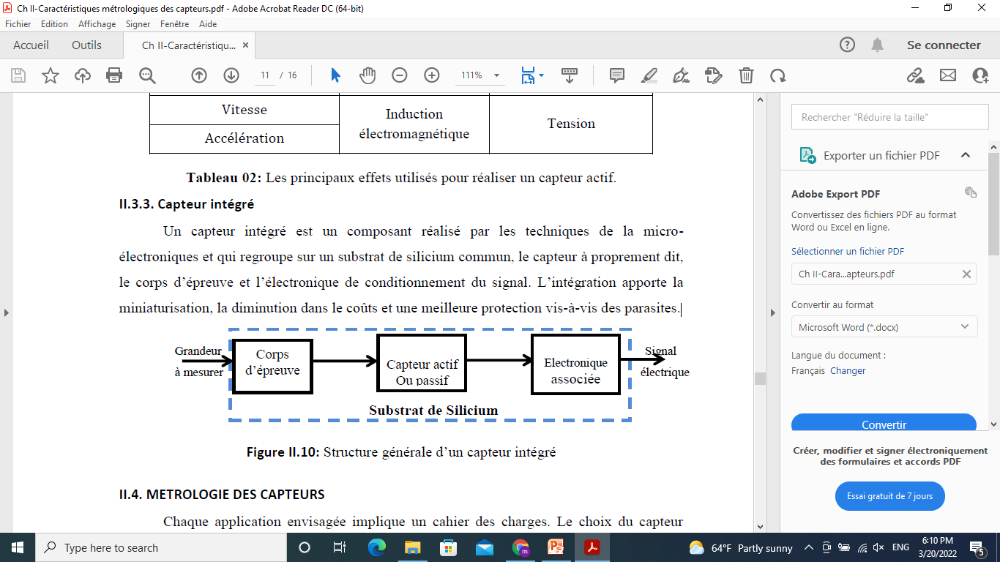 Ch II-Caractéristiques métrologiques des capteurs.pdf - Adobe Acrobat Reader DC (64-bit)
Fichier Edition Affichage Signer Fenêtre Aide
Accueil Outils Ch II-Caractéristiqu... × Se connecter
11 / 16 111%
Vitesse
Accélération
Induction
électromagnétique
Tension
Tableau 02: Les principaux effets utilisés pour réaliser un capteur actif.
II.3.3. Capteur intégré
Un capteur intégré est un composant réalisé par les techniques de la micro-
électroniques et qui regroupe sur un substrat de silicium commun, le capteur à proprement dit,
le corps d'épreuve et l'électronique de conditionnement du signal. L'intégration apporte la
miniaturisation, la diminution dans le coûts et une meilleure protection vis-à-vis des parasites.
Grandeur
à mesurer
Corps
d'épreuve
Capteur actif
Ou passif
Electronique
associée
Signal
électrique
Substrat de Silicium
Figure II.10: Structure générale d'un capteur intégré
II.4. METROLOGIE DES CAPTEURS
Chaque application envisagée implique un cahier des charges. Le choix du capteur
Rechercher "Réduire la taille"
Exporter un fichier PDF
Adobe Export PDF
Convertissez des fichiers PDF au format
Word ou Excel en ligne.
Sélectionner un fichier PDF
Ch II-Cara...apteurs.pdf
Convertir au format
Microsoft Word (*.docx)
Langue du document :
Français Changer
Convertir
Créer, modifier et signer électroniquement
des formulaires et accords PDF
Essai gratuit de 7 jours
Type here to search
64°F Partly sunny
ENG
6:10 PM
3/20/2022
5